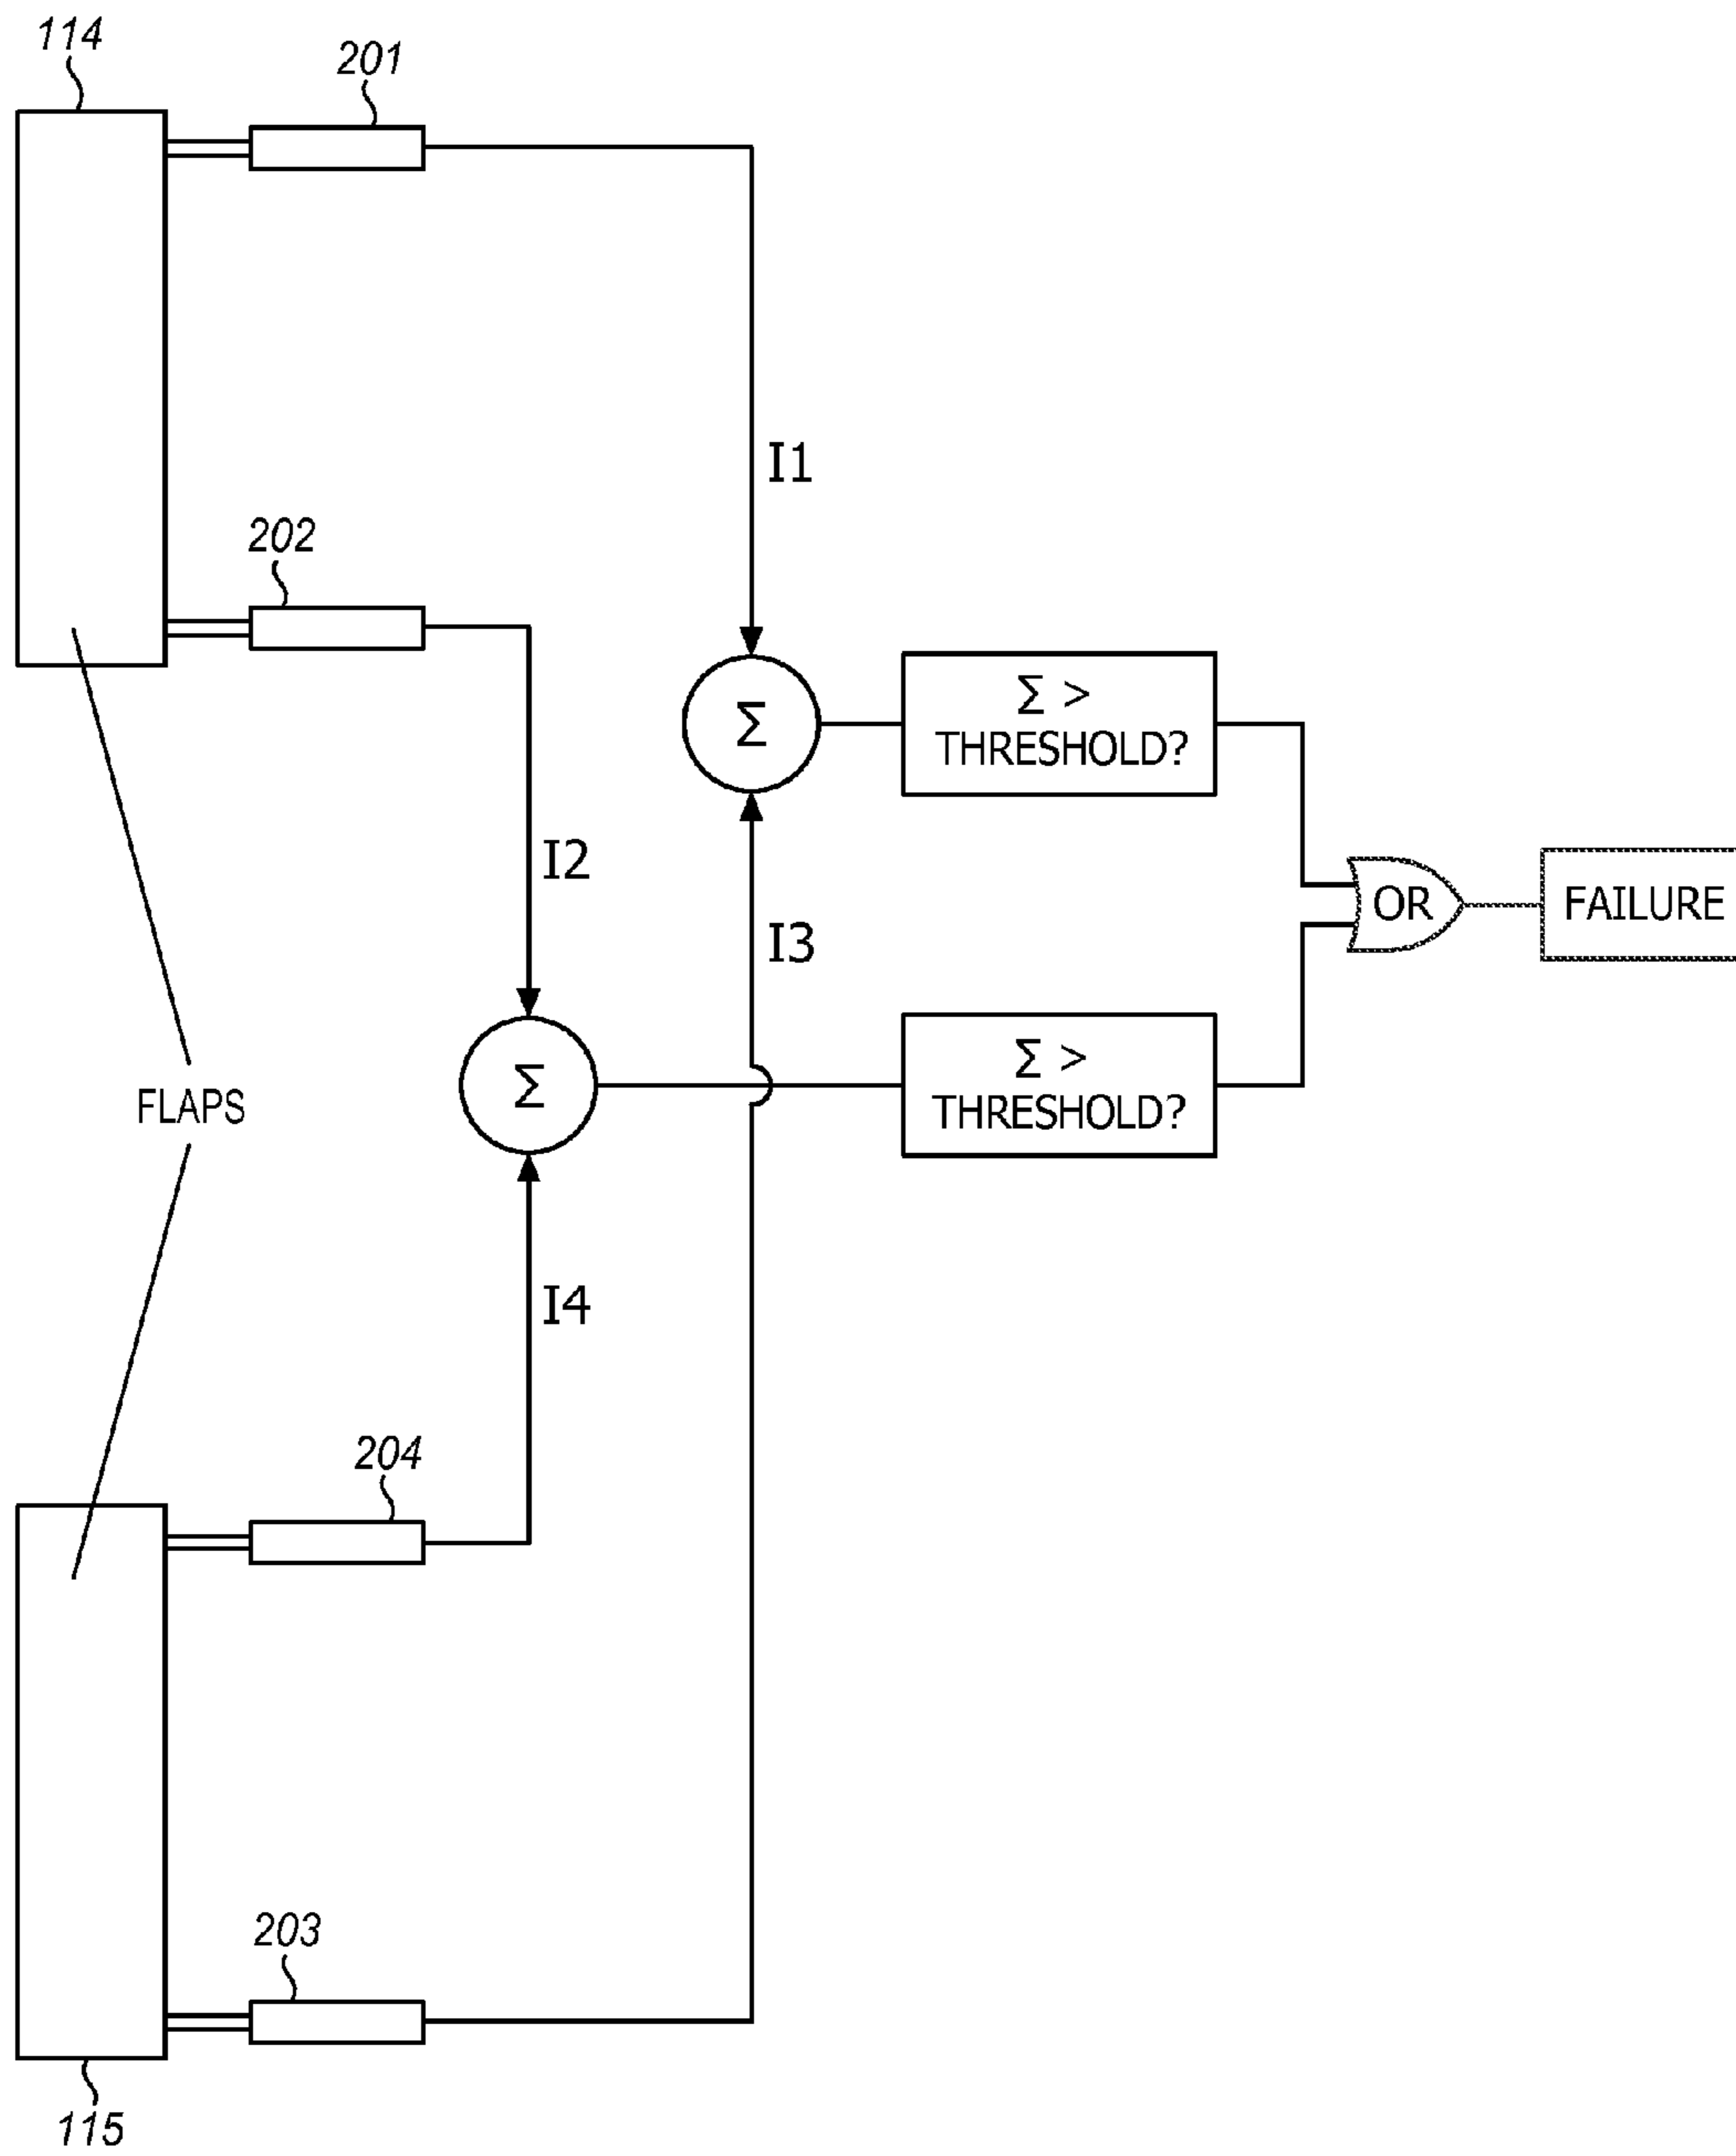 114
201
I1
202
Σ >
THRESHOLD?
Σ
I2
OR
FAILURE
I3
Σ >
THRESHOLD?
Σ
FLAPS
I4
204
203
115